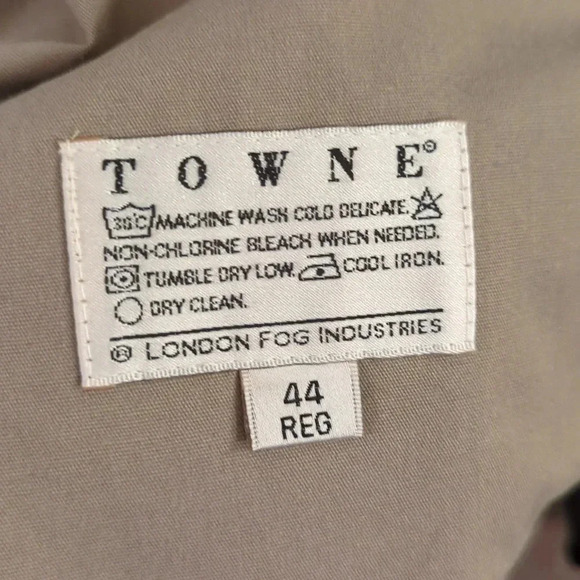 TOWNE®
30°C MACHINE WASH COLD DELICATE.
NON-CHLORINE BLEACH WHEN NEEDED.
TUMBLE DRY LOW. COOL IRON.
DRY CLEAN.
® LONDON FOG INDUSTRIES
44
REG